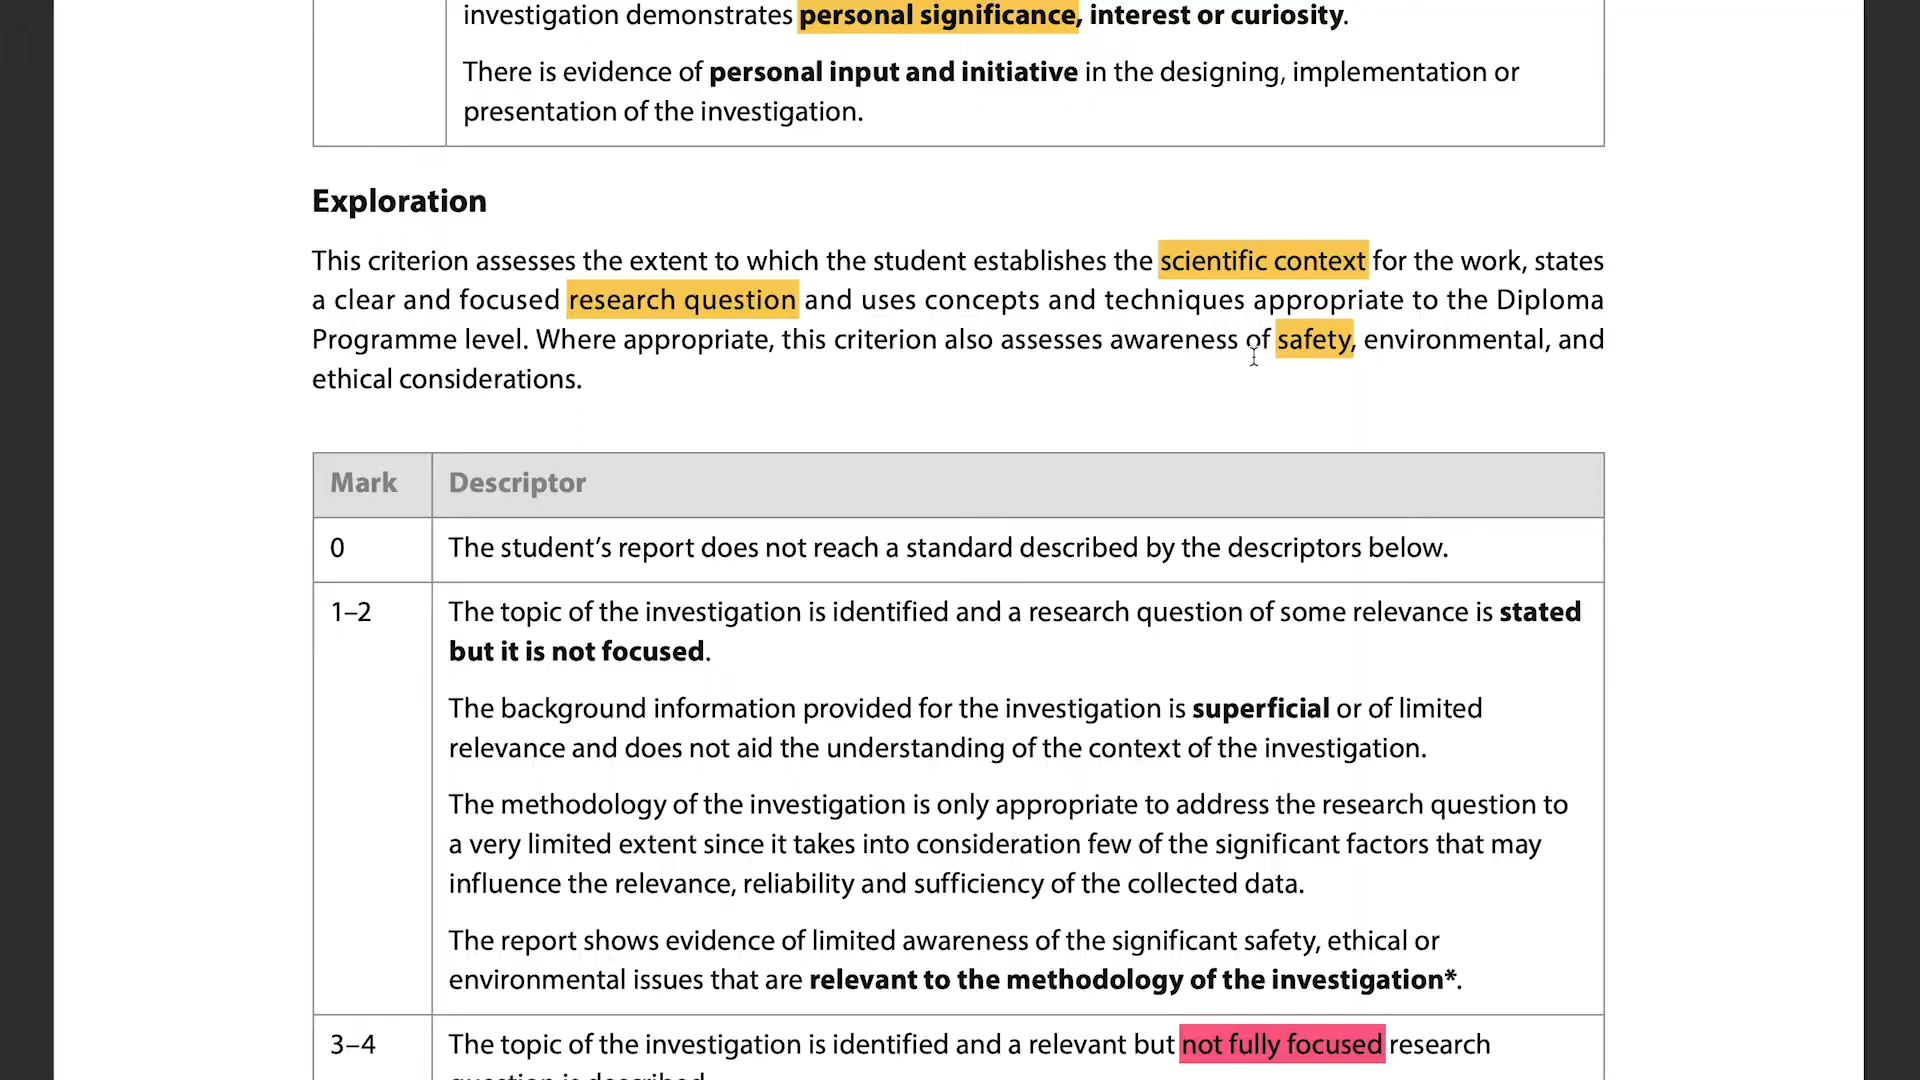 investigation demonstrates personal significance, interest or curiosity.
There is evidence of personal input and initiative in the designing, implementation or
presentation of the investigation.
Exploration
This criterion assesses the extent to which the student establishes the scientific context for the work, states
a clear and focused research question and uses concepts and techniques appropriate to the Diploma
Programme level. Where appropriate, this criterion also assesses awareness of safety, environmental, and
ethical considerations.
Mark Descriptor
0 The student’s report does not reach a standard described by the descriptors below.
1–2 The topic of the investigation is identified and a research question of some relevance is stated
but it is not focused.
The background information provided for the investigation is superficial or of limited
relevance and does not aid the understanding of the context of the investigation.
The methodology of the investigation is only appropriate to address the research question to
a very limited extent since it takes into consideration few of the significant factors that may
influence the relevance, reliability and sufficiency of the collected data.
The report shows evidence of limited awareness of the significant safety, ethical or
environmental issues that are relevant to the methodology of the investigation*.
3–4 The topic of the investigation is identified and a relevant but not fully focused research
question is described.